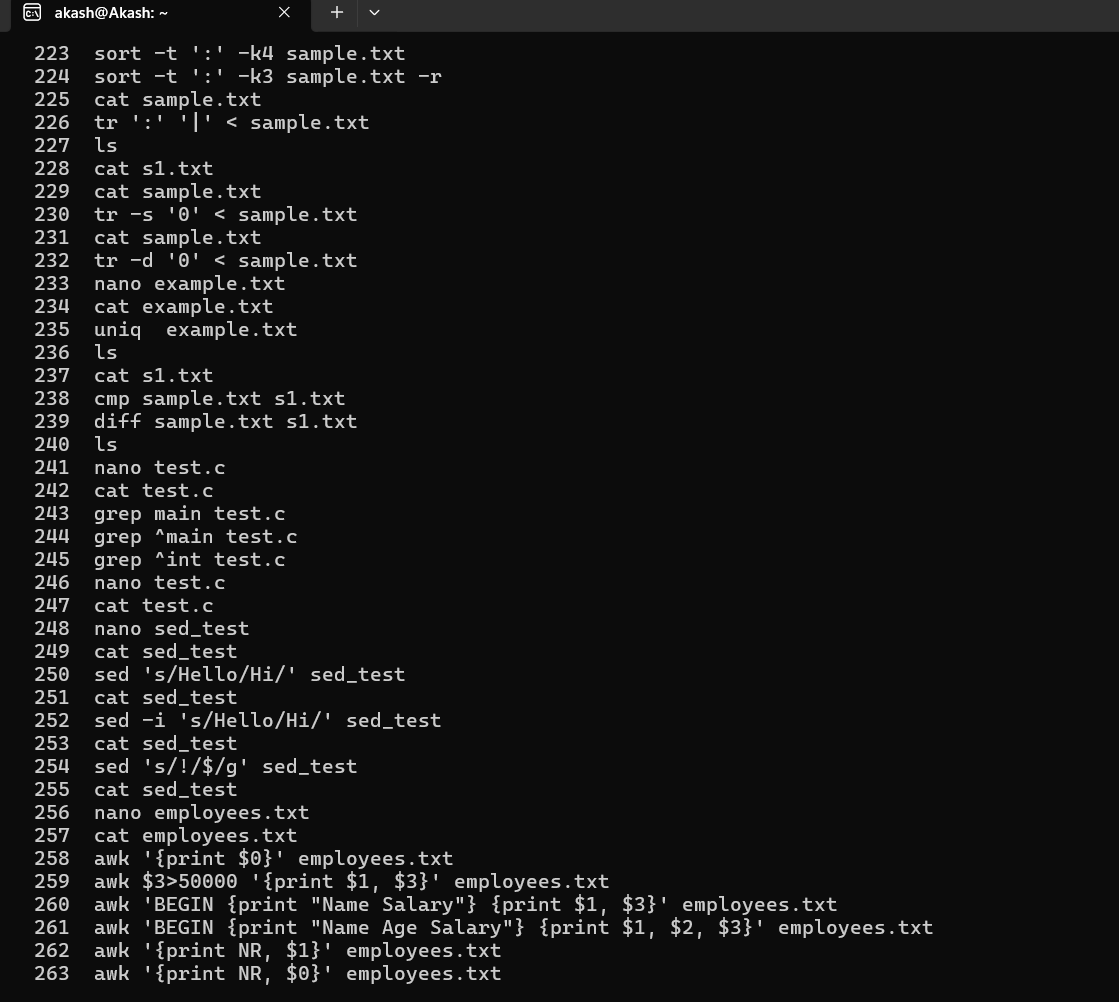 akash@Akash: ~
223 sort -t ':' -k4 sample.txt
224 sort -t ':' -k3 sample.txt -r
225 cat sample.txt
226 tr ':' '|' < sample.txt
227 ls
228 cat s1.txt
229 cat sample.txt
230 tr -s '0' < sample.txt
231 cat sample.txt
232 tr -d '0' < sample.txt
233 nano example.txt
234 cat example.txt
235 uniq  example.txt
236 ls
237 cat s1.txt
238 cmp sample.txt s1.txt
239 diff sample.txt s1.txt
240 ls
241 nano test.c
242 cat test.c
243 grep main test.c
244 grep ^main test.c
245 grep ^int test.c
246 nano test.c
247 cat test.c
248 nano sed_test
249 cat sed_test
250 sed 's/Hello/Hi/' sed_test
251 cat sed_test
252 sed -i 's/Hello/Hi/' sed_test
253 cat sed_test
254 sed 's/!/$/g' sed_test
255 cat sed_test
256 nano employees.txt
257 cat employees.txt
258 awk '{print $0}' employees.txt
259 awk $3>50000 '{print $1, $3}' employees.txt
260 awk 'BEGIN {print "Name Salary"} {print $1, $3}' employees.txt
261 awk 'BEGIN {print "Name Age Salary"} {print $1, $2, $3}' employees.txt
262 awk '{print NR, $1}' employees.txt
263 awk '{print NR, $0}' employees.txt